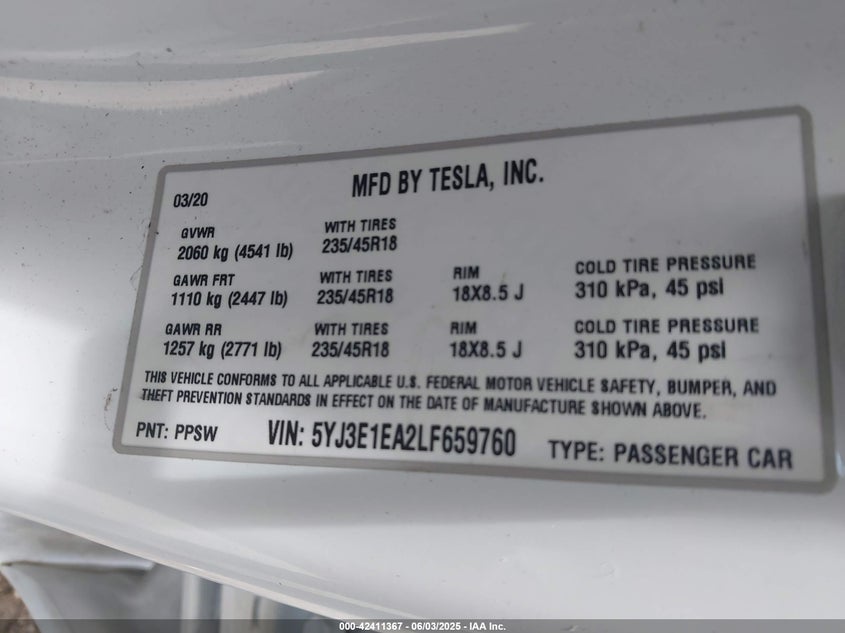 MFD BY TESLA, INC.
03/20
GVWR WITH TIRES
2060 kg (4541 lb) 235/45R18
GAWR FRT WITH TIRES RIM COLD TIRE PRESSURE
1110 kg (2447 lb) 235/45R18 18X8.5 J 310 kPa, 45 psi
GAWR RR WITH TIRES RIM COLD TIRE PRESSURE
1257 kg (2771 lb) 235/45R18 18X8.5 J 310 kPa, 45 psi
THIS VEHICLE CONFORMS TO ALL APPLICABLE U.S. FEDERAL MOTOR VEHICLE SAFETY, BUMPER, AND
THEFT PREVENTION STANDARDS IN EFFECT ON THE DATE OF MANUFACTURE SHOWN ABOVE.
PNT: PPSW VIN: 5YJ3E1EA2LF659760 TYPE: PASSENGER CAR
000-42411367 - 06/03/2025 - IAA Inc.